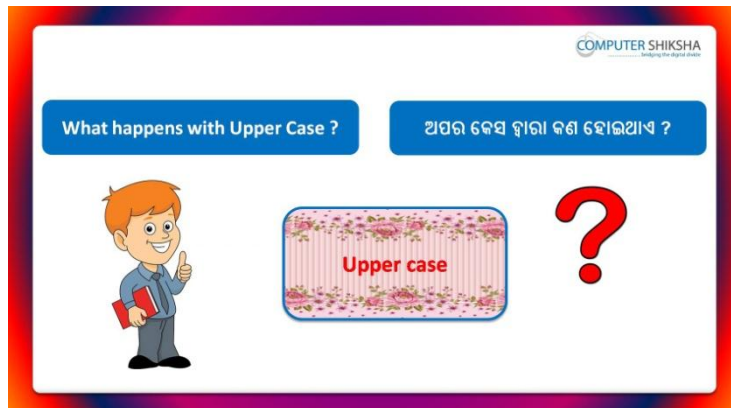 COMPUTER SHIKSHA
bridging the digital divide
What happens with Upper Case ?
ଅପର କେସ ଦ୍ୱାରା କଣ ହୋଇଥାଏ ?
Upper case
?